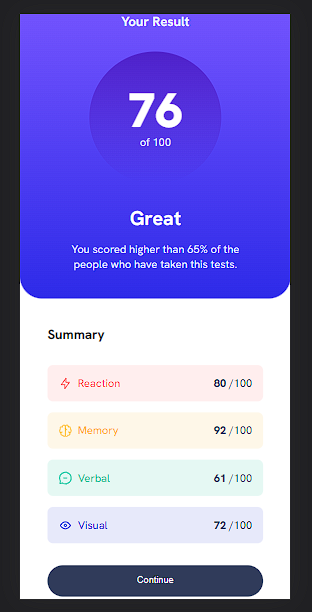 Your Result
76
of 100
Great
You scored higher than 65% of the
people who have taken this tests.
Summary
Reaction 80 /100
Memory 92 /100
Verbal 61 /100
Visual 72 /100
Continue